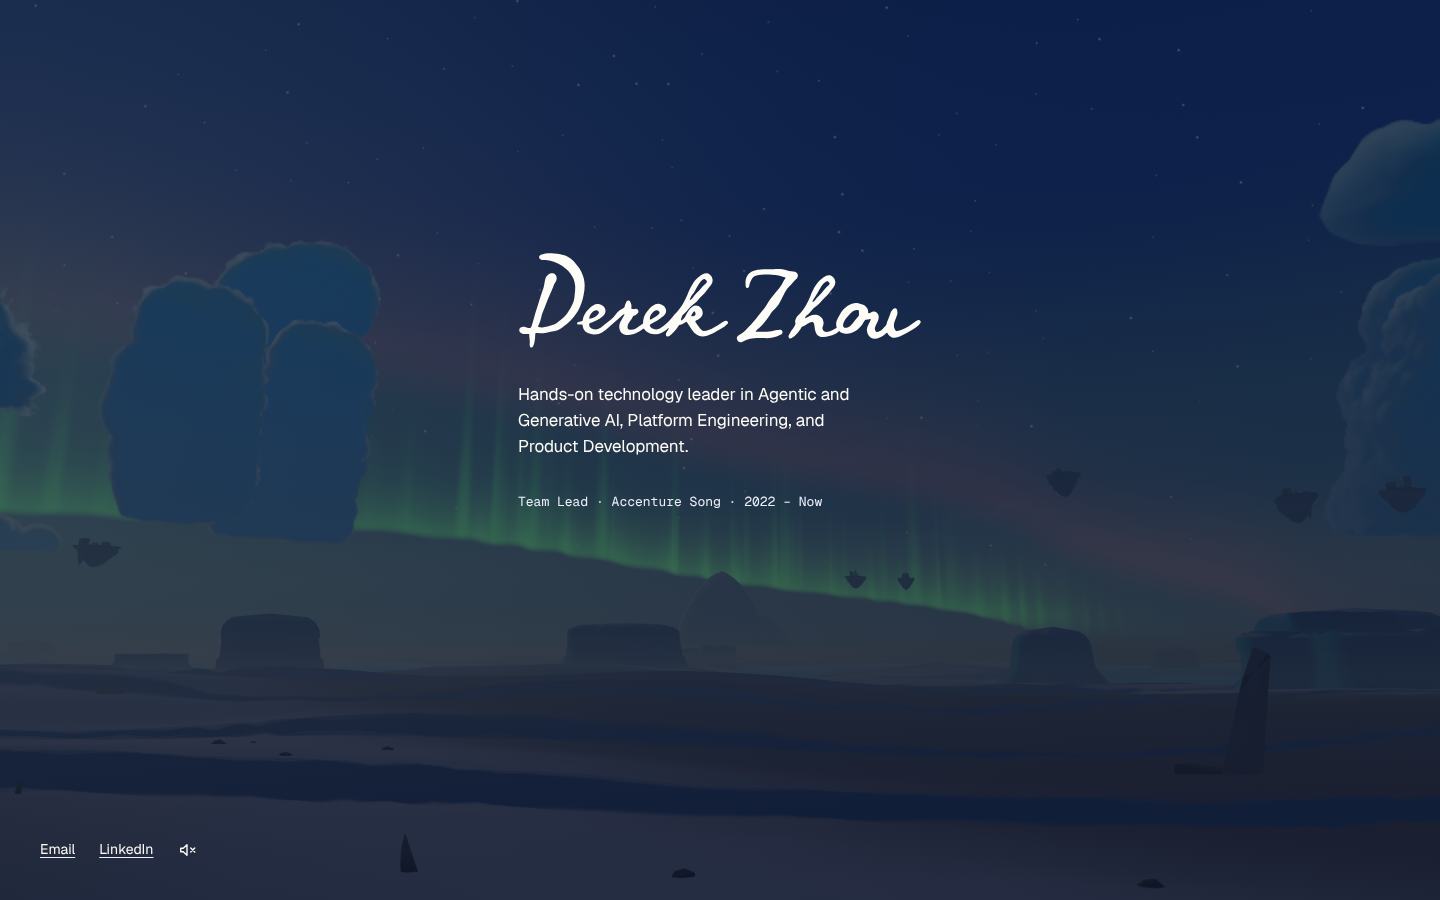 Derek Zhou
Hands-on technology leader in Agentic and
Generative AI, Platform Engineering, and
Product Development.
Team Lead · Accenture Song · 2022 – Now
Email LinkedIn